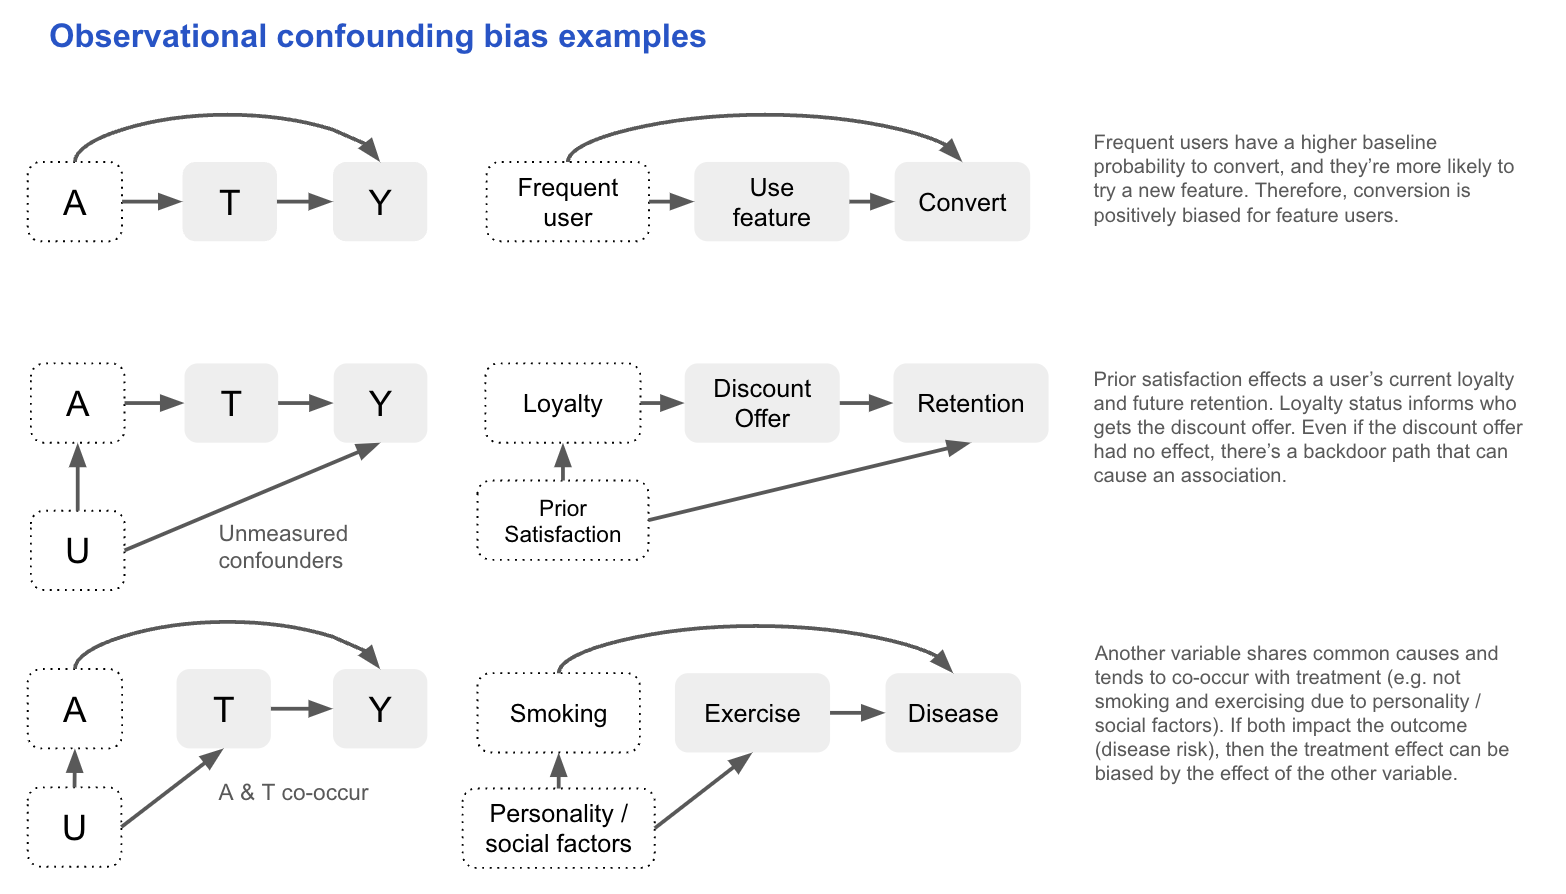 Observational confounding bias examples
A
T
Y
Frequent
user
Use
feature
Convert
Frequent users have a higher baseline
probability to convert, and they're more likely to
try a new feature. Therefore, conversion is
positively biased for feature users.
A
T
Y
U
Unmeasured
confounders
Loyalty
Discount
Offer
Retention
Prior
Satisfaction
Prior satisfaction effects a user's current loyalty
and future retention. Loyalty status informs who
gets the discount offer. Even if the discount offer
had no effect, there's a backdoor path that can
cause an association.
A
T
Y
U
A & T co-occur
Smoking
Exercise
Disease
Personality /
social factors
Another variable shares common causes and
tends to co-occur with treatment (e.g. not
smoking and exercising due to personality /
social factors). If both impact the outcome
(disease risk), then the treatment effect can be
biased by the effect of the other variable.